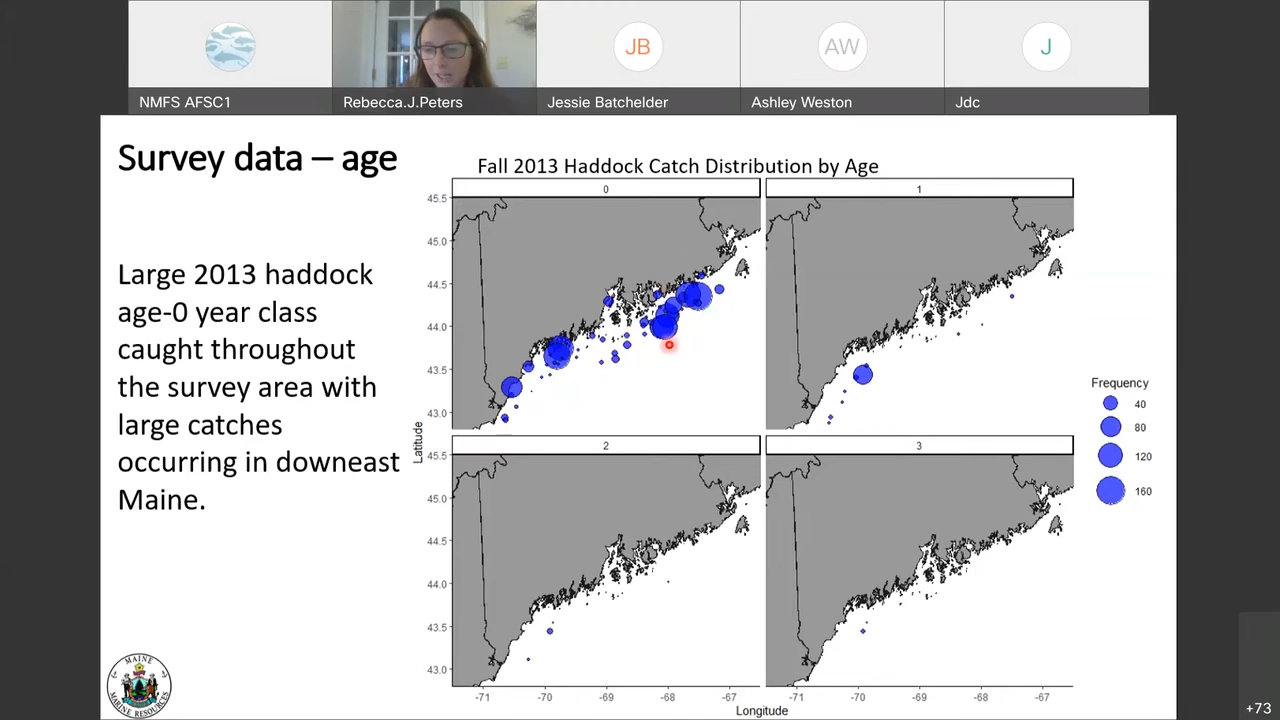 JB
AW
J
NMFS AFSC1
Rebecca.J.Peters
Jessie Batchelder
Ashley Weston
Jdc
Survey data – age
Fall 2013 Haddock Catch Distribution by Age
0
1
45.5
45.0
44.5
44.0
43.5
43.0
Large 2013 haddock
age-0 year class
caught throughout
the survey area with
large catches
occurring in downeast
Maine.
Latitude
2
3
45.5
45.0
44.5
44.0
43.5
43.0
-71 -70 -69 -68 -67
-71 -70 -69 -68 -67
Longitude
Frequency
40
80
120
160
MAINE
MARINE RESOURCES
+73